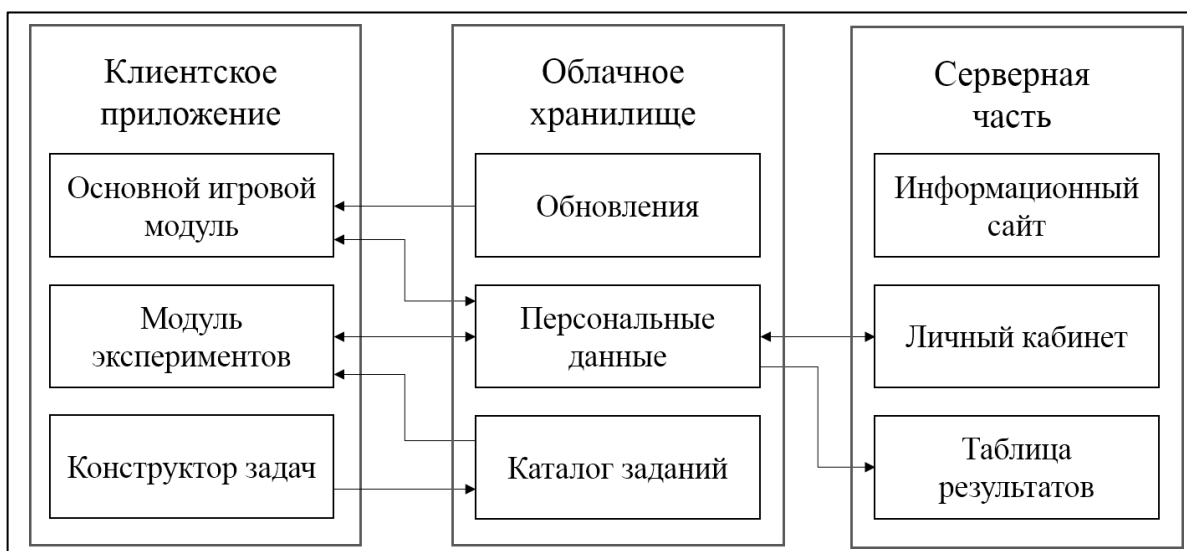 Клиентское
приложение
Основной игровой
модуль
Модуль
экспериментов
Конструктор задач
Облачное
хранилище
Обновления
Персональные
данные
Каталог заданий
Серверная
часть
Информационный
сайт
Личный кабинет
Таблица
результатов